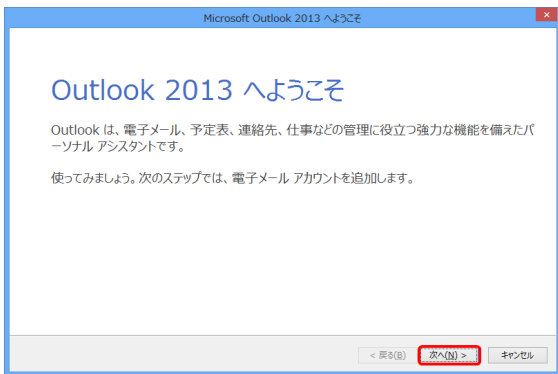 Microsoft Outlook 2013 へようこそ
Outlook 2013 へようこそ
Outlook は、電子メール、予定表、連絡先、仕事などの管理に役立つ強力な機能を備えたパ
ーソナル アシスタントです。
使ってみましょう。次のステップでは、電子メール アカウントを追加します。
< 戻る(B) 次へ(N) > キャンセル